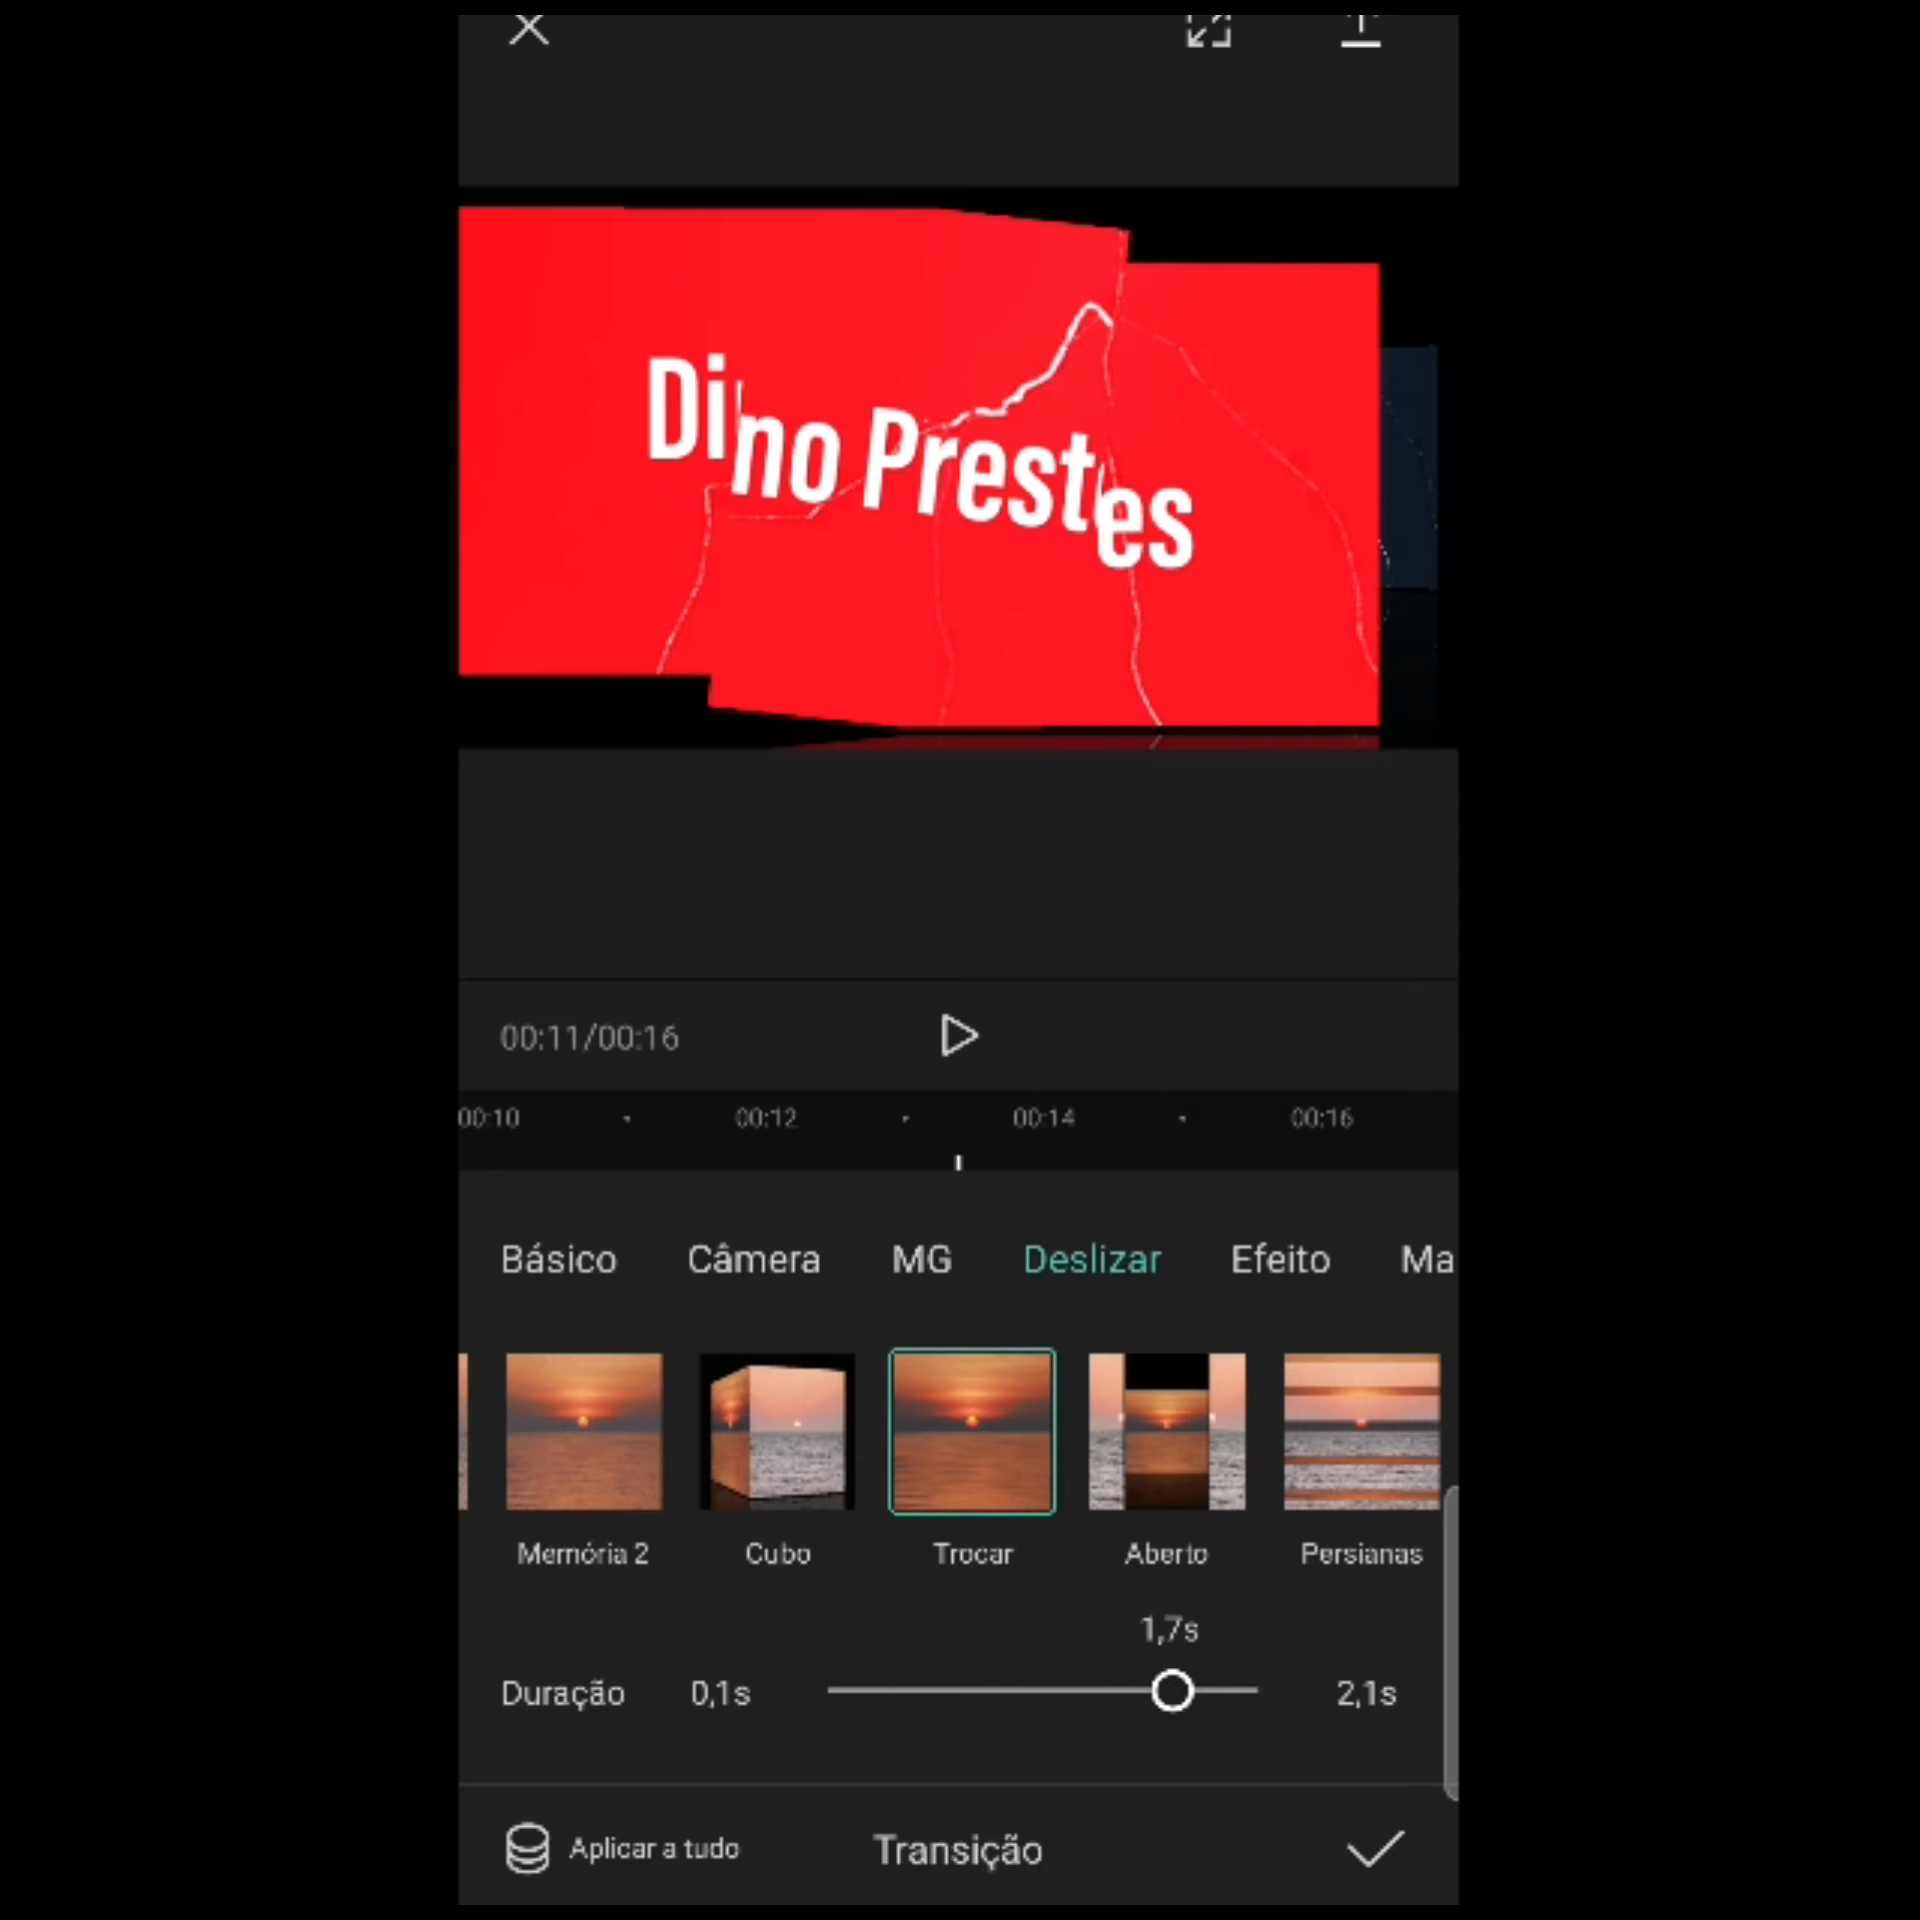 Dino Prestes
00:11/00:16
00:10 00:12 00:14 00:16
Básico Câmera MG Deslizar Efeito Ma
Memória 2 Cubo Trocar Aberto Persianas
1,7s
Duração 0,1s 2,1s
Aplicar a tudo Transição